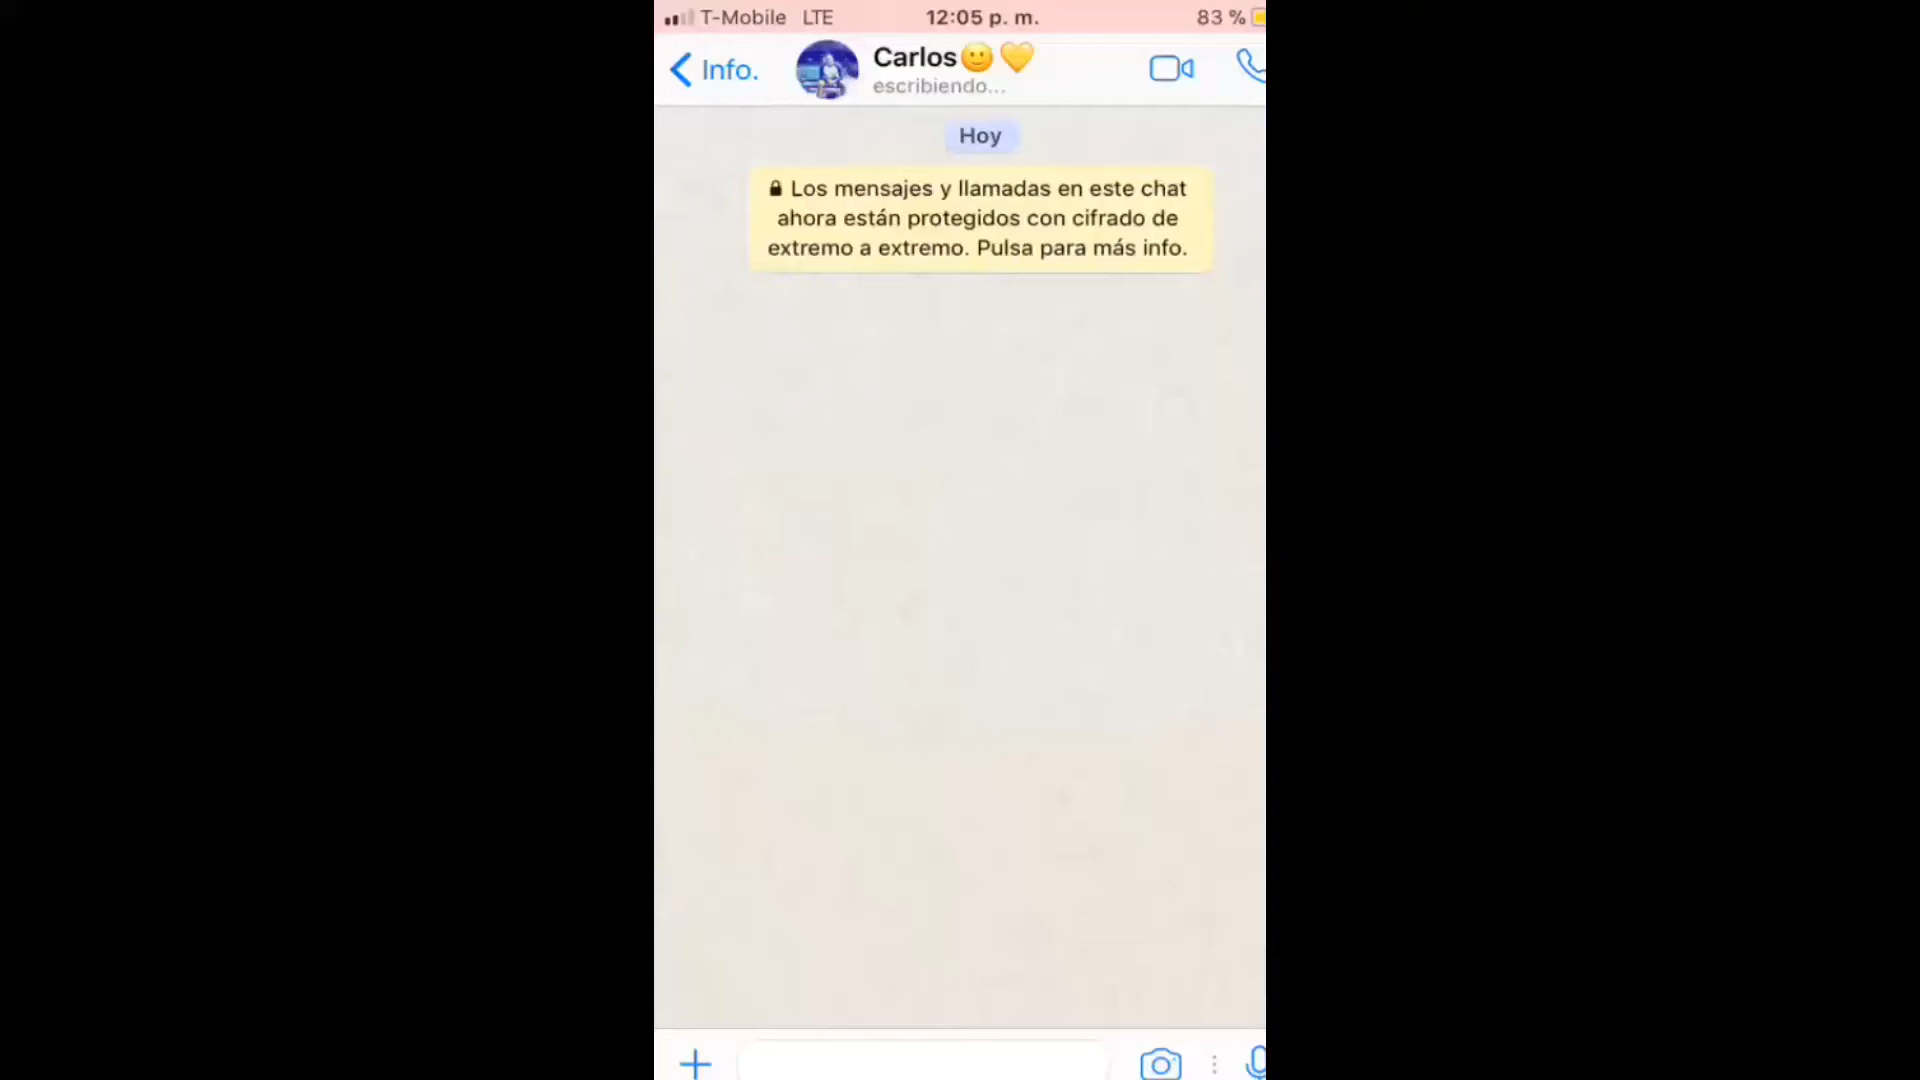 T-Mobile LTE 12:05 p. m. 83 %
Info.
Carlos🙂💛
escribiendo...
Hoy
🔒 Los mensajes y llamadas en este chat
ahora están protegidos con cifrado de
extremo a extremo. Pulsa para más info.